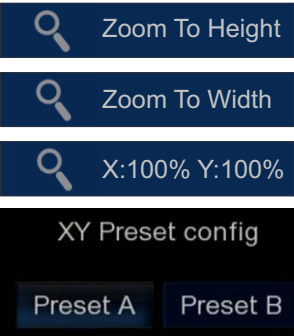 Zoom To Height
Zoom To Width
X:100% Y:100%
XY Preset config
Preset A Preset B